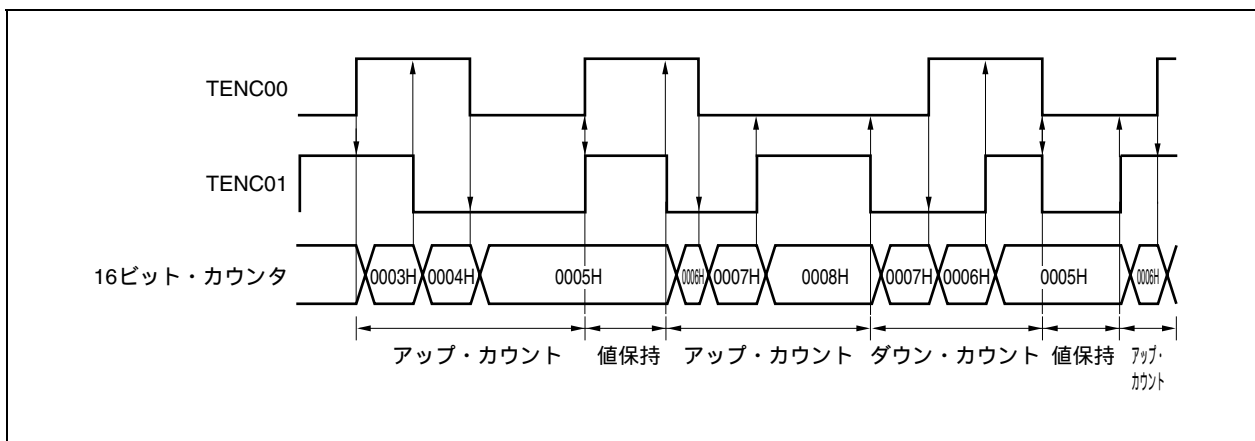 TENC00
TENC01
16ビット・カウンタ
0003H 0004H 0005H 0006H 0007H 0008H 0007H 0006H 0005H 0006H
アップ・カウント 値保持 アップ・カウント ダウン・カウント 値保持 アップ・
カウント